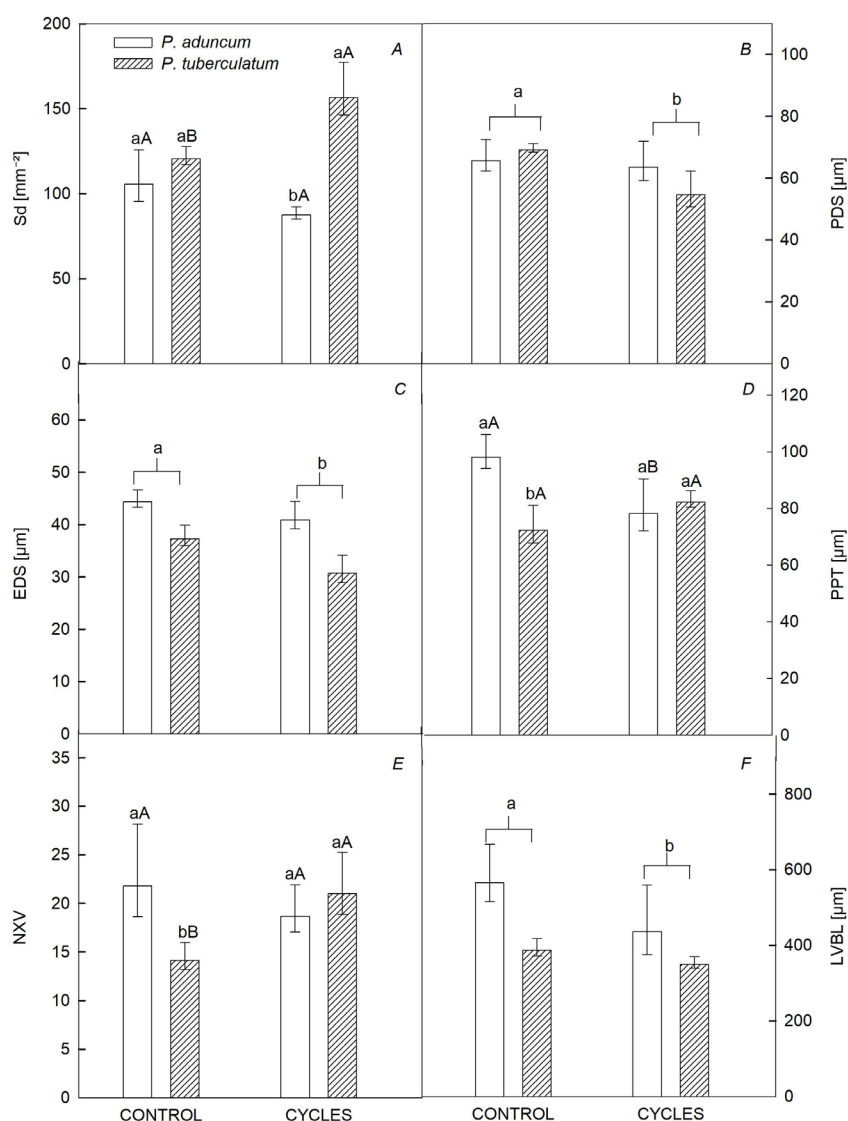 200
150
100
50
0
Sd [mm⁻²]
P. aduncum
P. tuberculatum
A
aA
aB
bA
aA
B
a
b
100
80
60
40
20
0
PDS [µm]
C
60
50
40
30
20
10
0
EDS [µm]
a
b
D
aA
bA
aB
aA
120
100
80
60
40
20
0
PPT [µm]
E
35
30
25
20
15
10
5
0
NXV
aA
bB
aA
aA
F
a
b
800
600
400
200
0
LVBL [µm]
CONTROL CYCLES CONTROL CYCLES